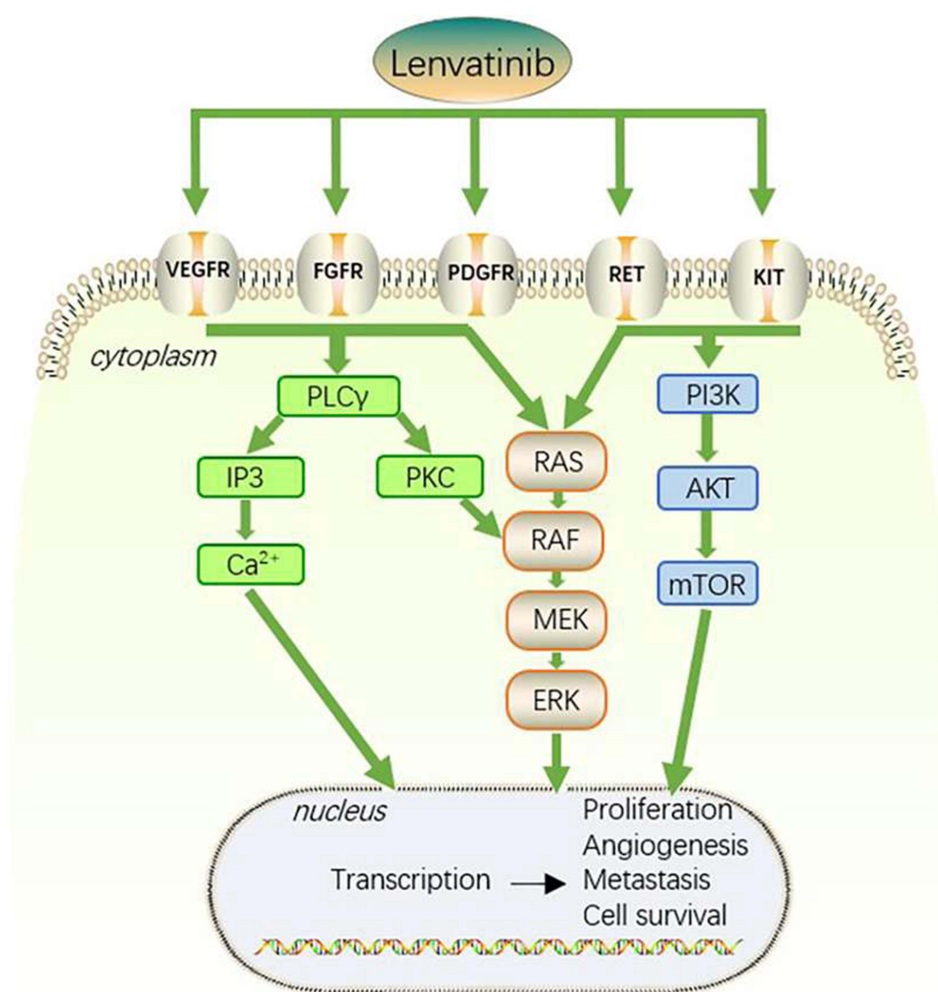 Lenvatinib
VEGFR
FGFR
PDGFR
RET
KIT
cytoplasm
PLCγ
PI3K
IP3
PKC
RAS
AKT
Ca²⁺
RAF
mTOR
MEK
ERK
nucleus
Proliferation
Angiogenesis
Transcription
Metastasis
Cell survival